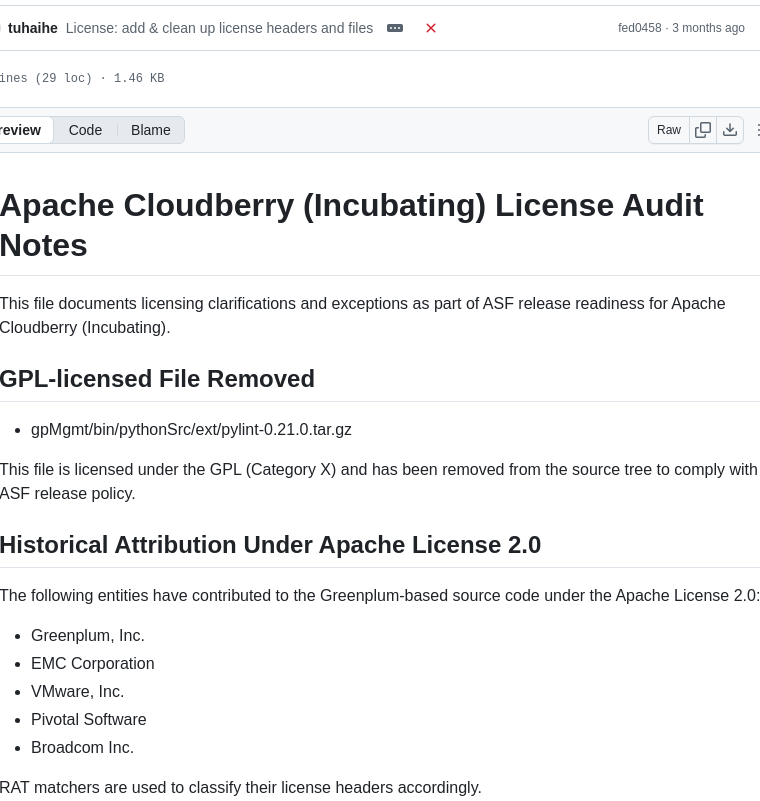 tuhaihe License: add & clean up license headers and files fed0458 · 3 months ago
ines (29 loc) · 1.46 KB
review Code Blame Raw
Apache Cloudberry (Incubating) License Audit
Notes
This file documents licensing clarifications and exceptions as part of ASF release readiness for Apache
Cloudberry (Incubating).
GPL-licensed File Removed
• gpMgmt/bin/pythonSrc/ext/pylint-0.21.0.tar.gz
This file is licensed under the GPL (Category X) and has been removed from the source tree to comply with
ASF release policy.
Historical Attribution Under Apache License 2.0
The following entities have contributed to the Greenplum-based source code under the Apache License 2.0:
• Greenplum, Inc.
• EMC Corporation
• VMware, Inc.
• Pivotal Software
• Broadcom Inc.
RAT matchers are used to classify their license headers accordingly.